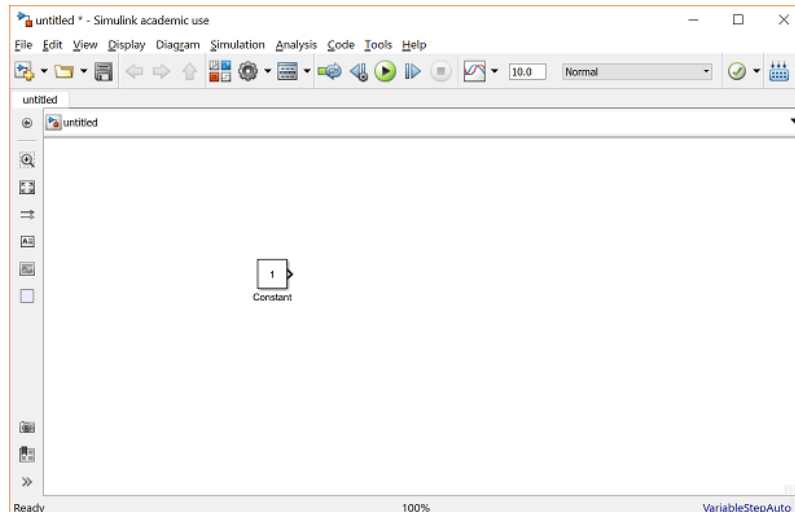 untitled * - Simulink academic use
File Edit View Display Diagram Simulation Analysis Code Tools Help
10.0 Normal
untitled
untitled
1
Constant
Ready 100% VariableStepAuto